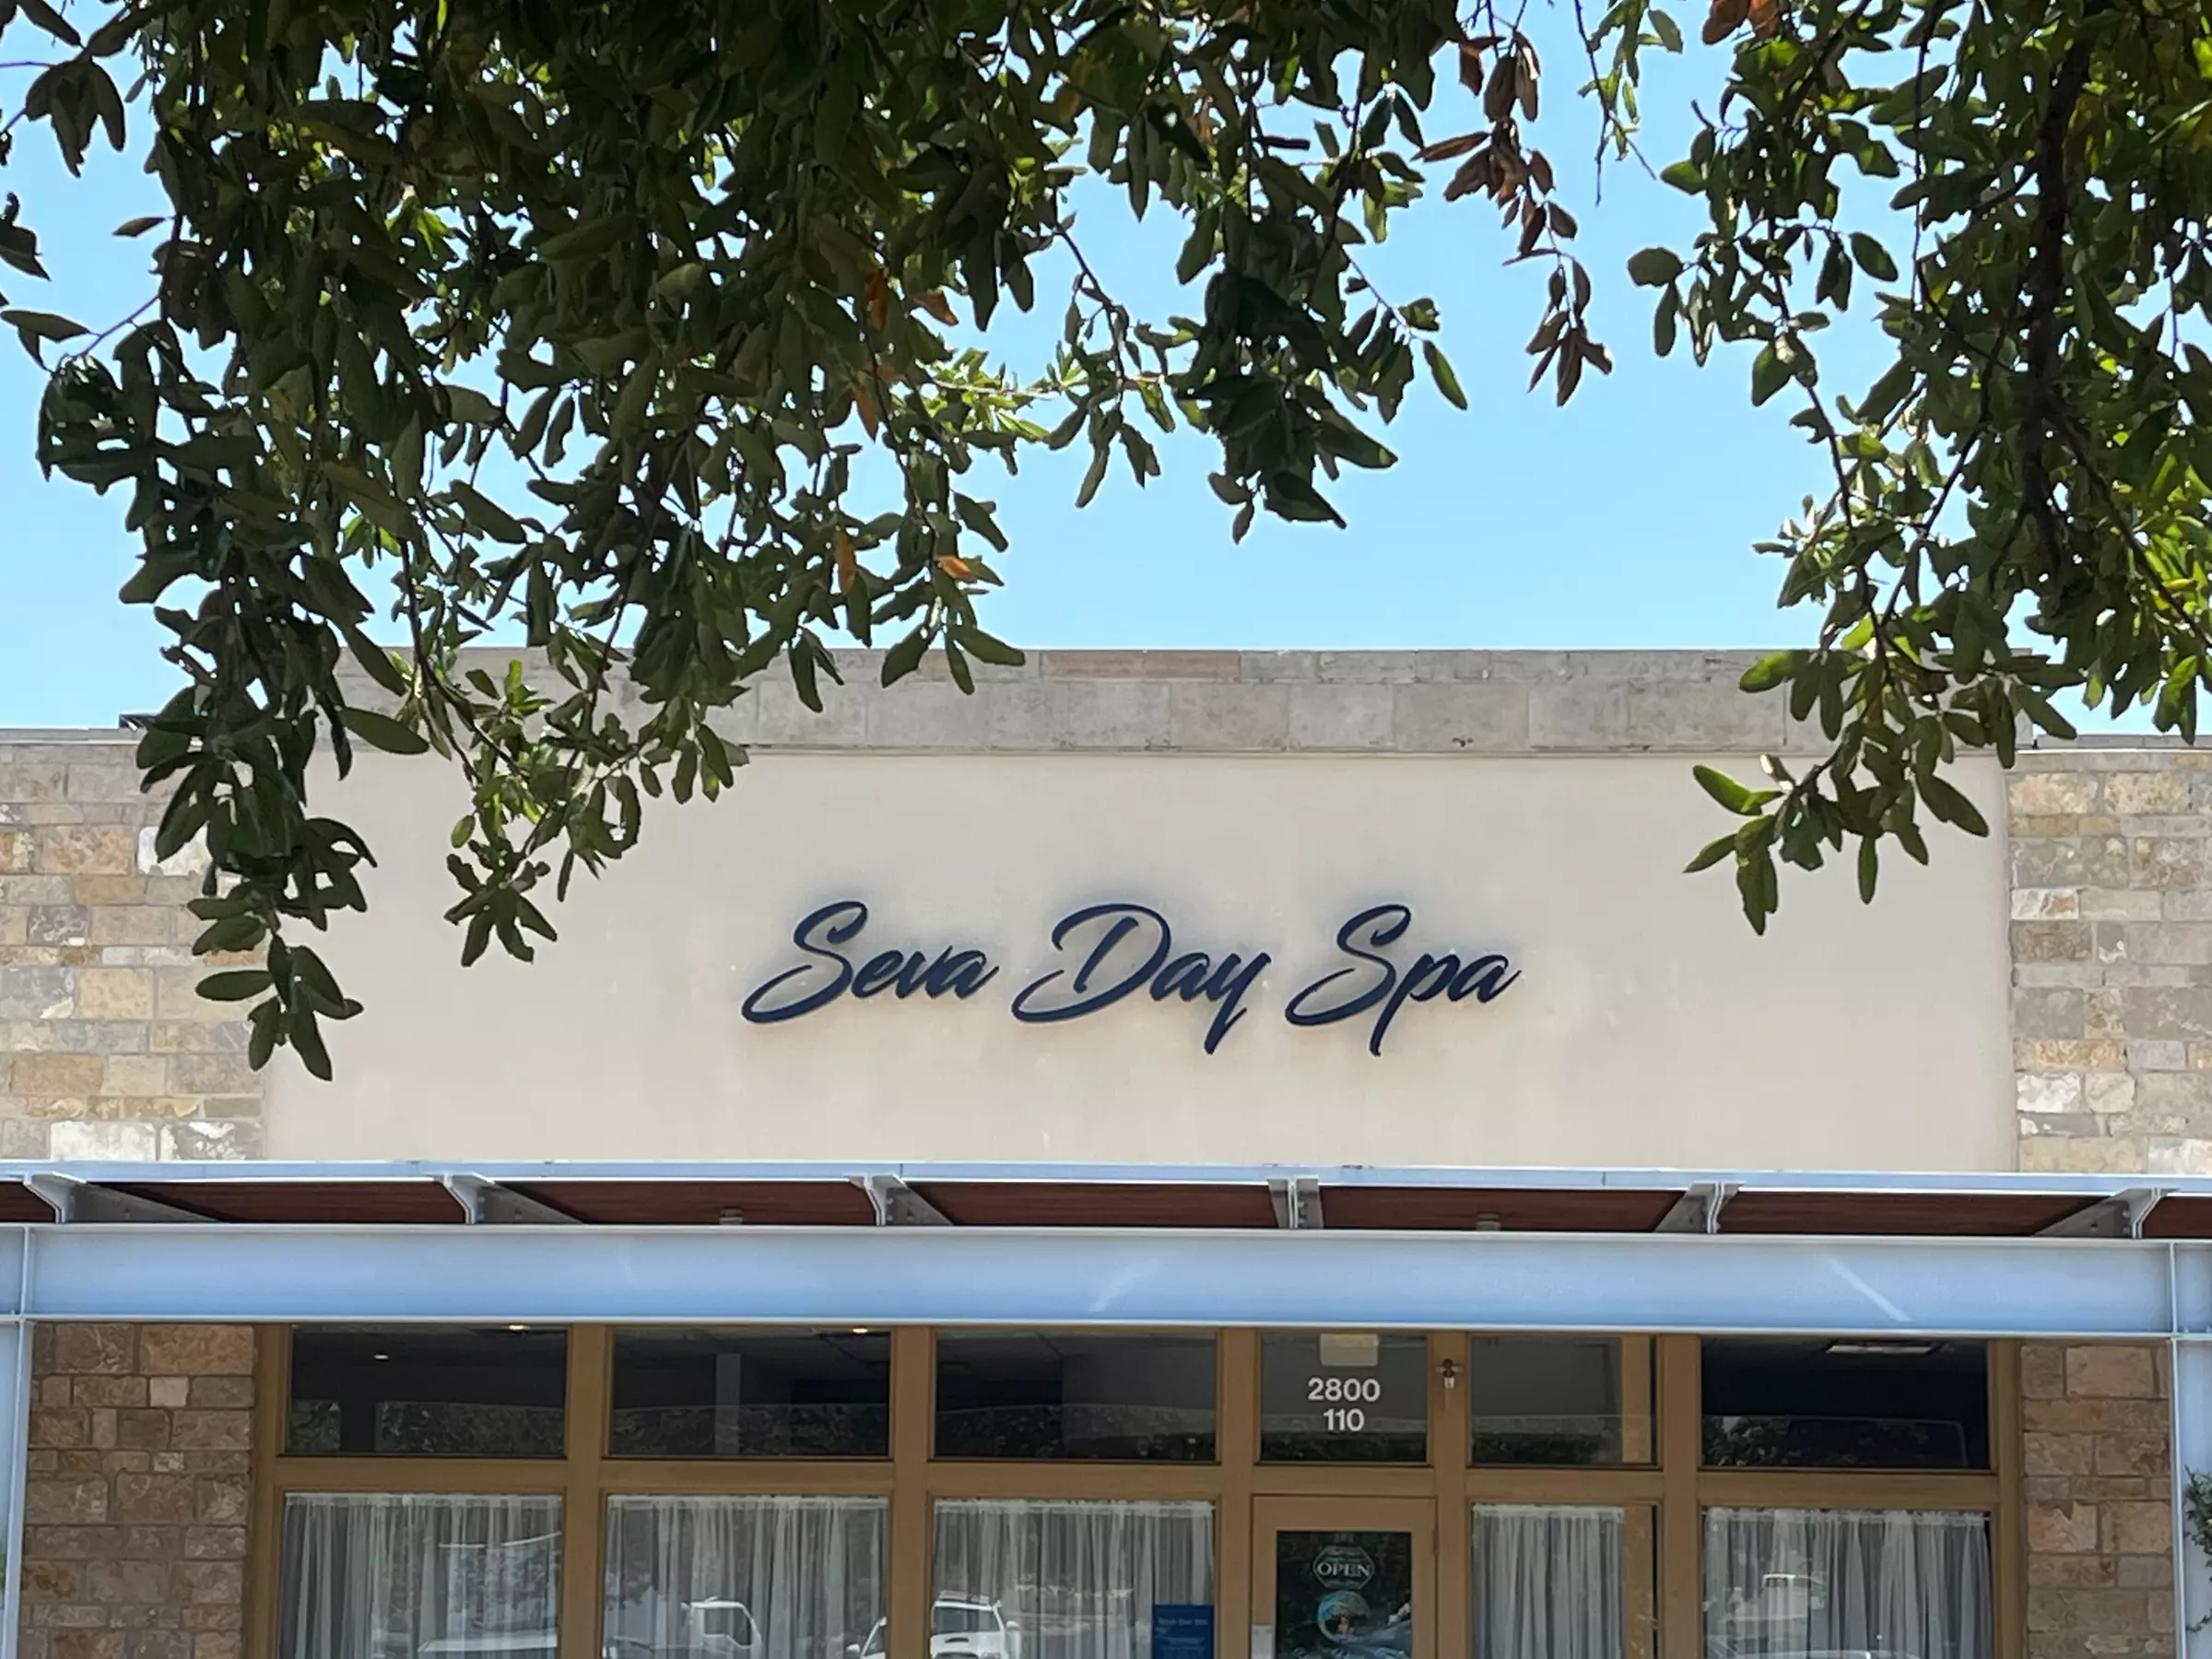 Seva Day Spa
2800
110
OPEN